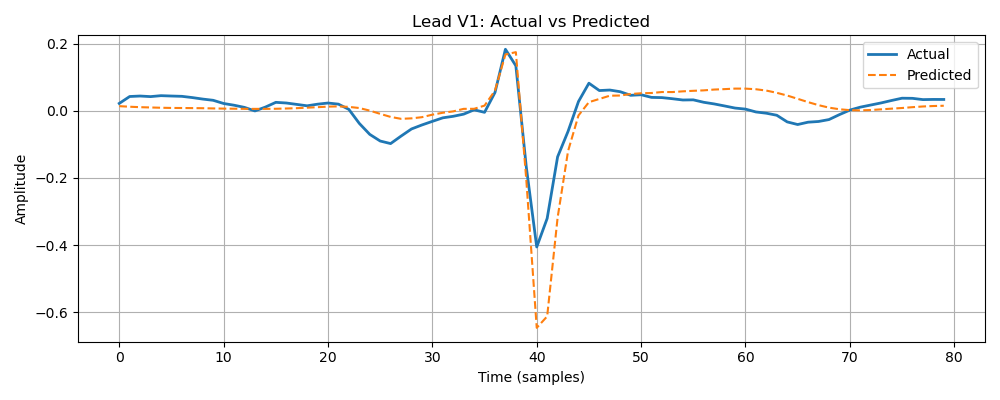 Lead V1: Actual vs Predicted
Actual
Predicted
Amplitude
0.2
0.0
−0.2
−0.4
−0.6
0 10 20 30 40 50 60 70 80
Time (samples)